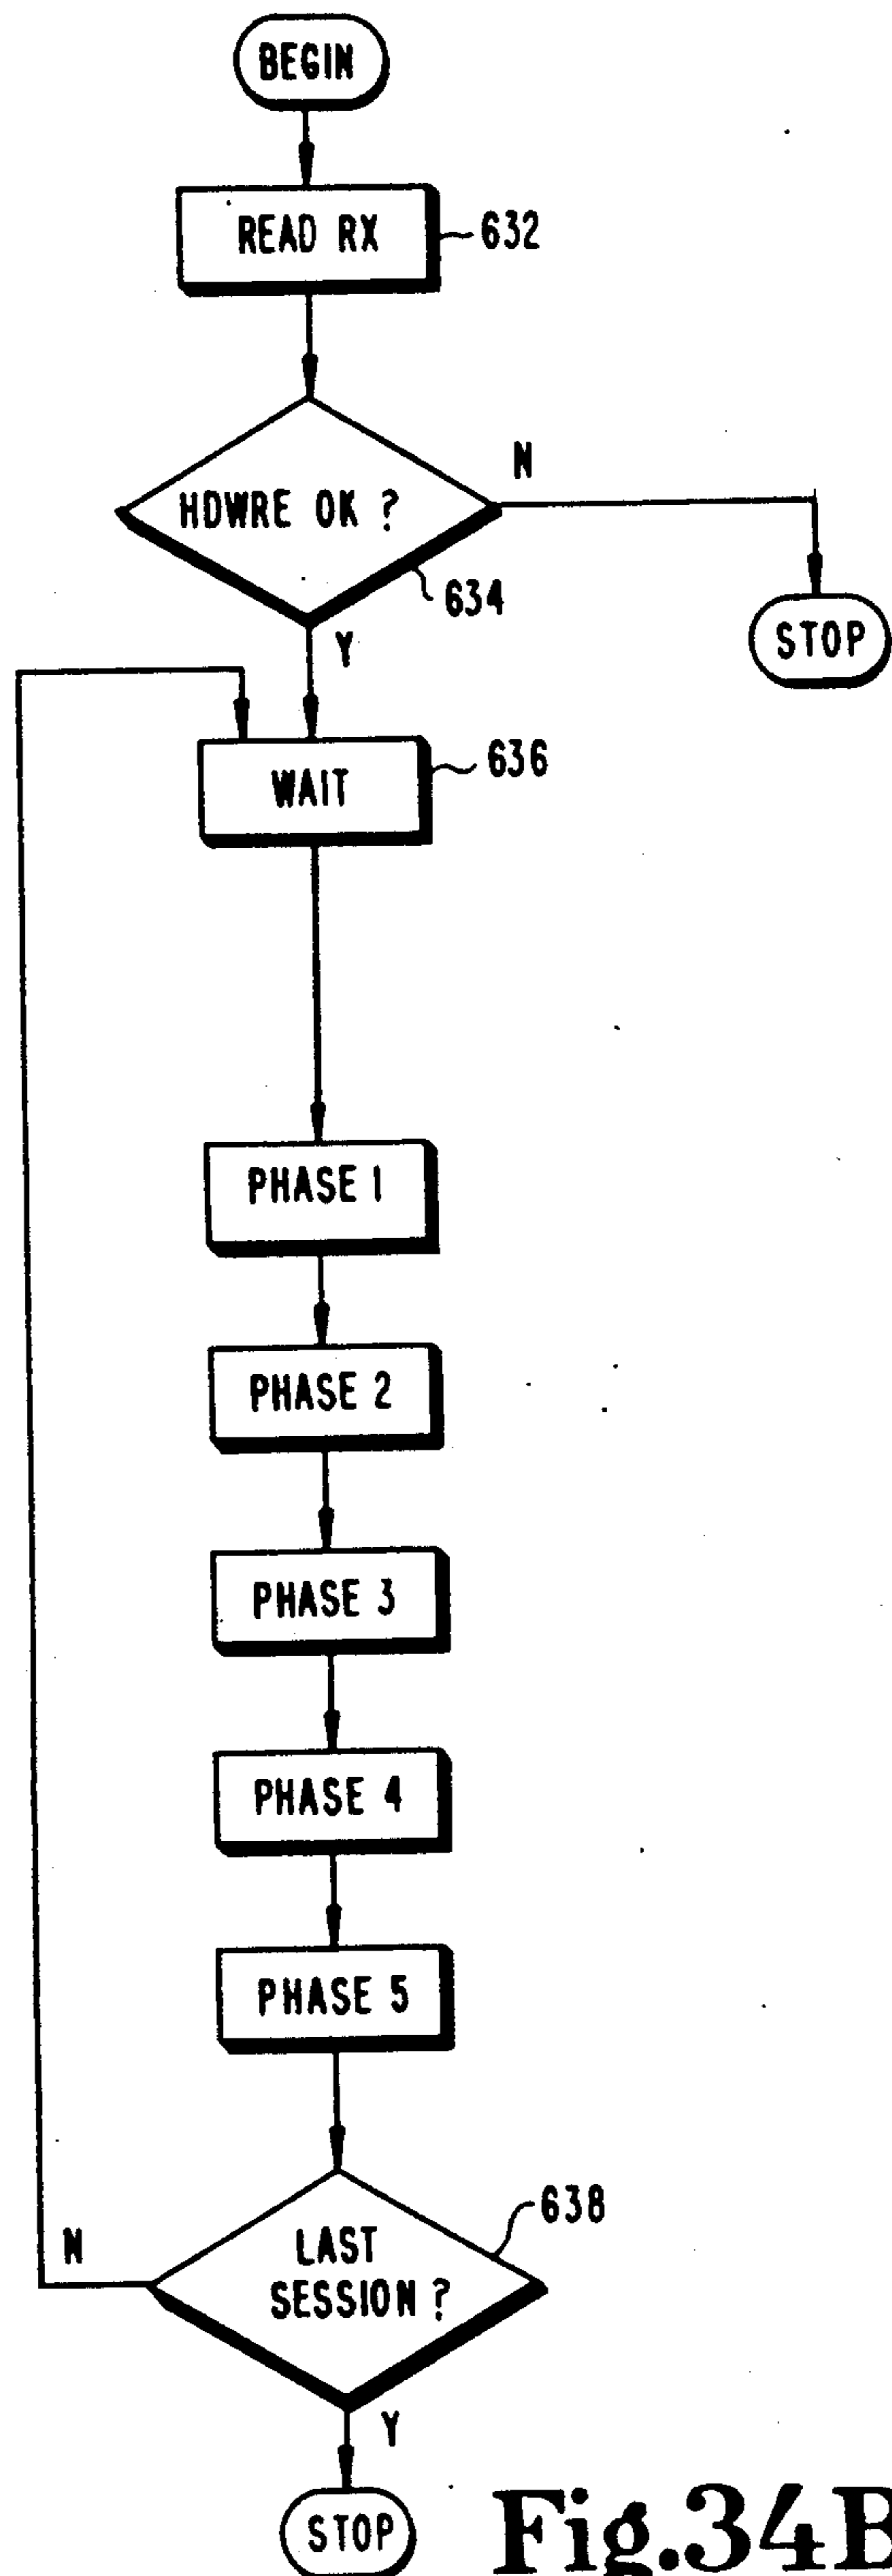 BEGIN
READ RX
632
HDWRE OK ?
N
634
Y
STOP
WAIT
636
PHASE 1
PHASE 2
PHASE 3
PHASE 4
PHASE 5
638
LAST
SESSION ?
N
Y
STOP
Fig.34B